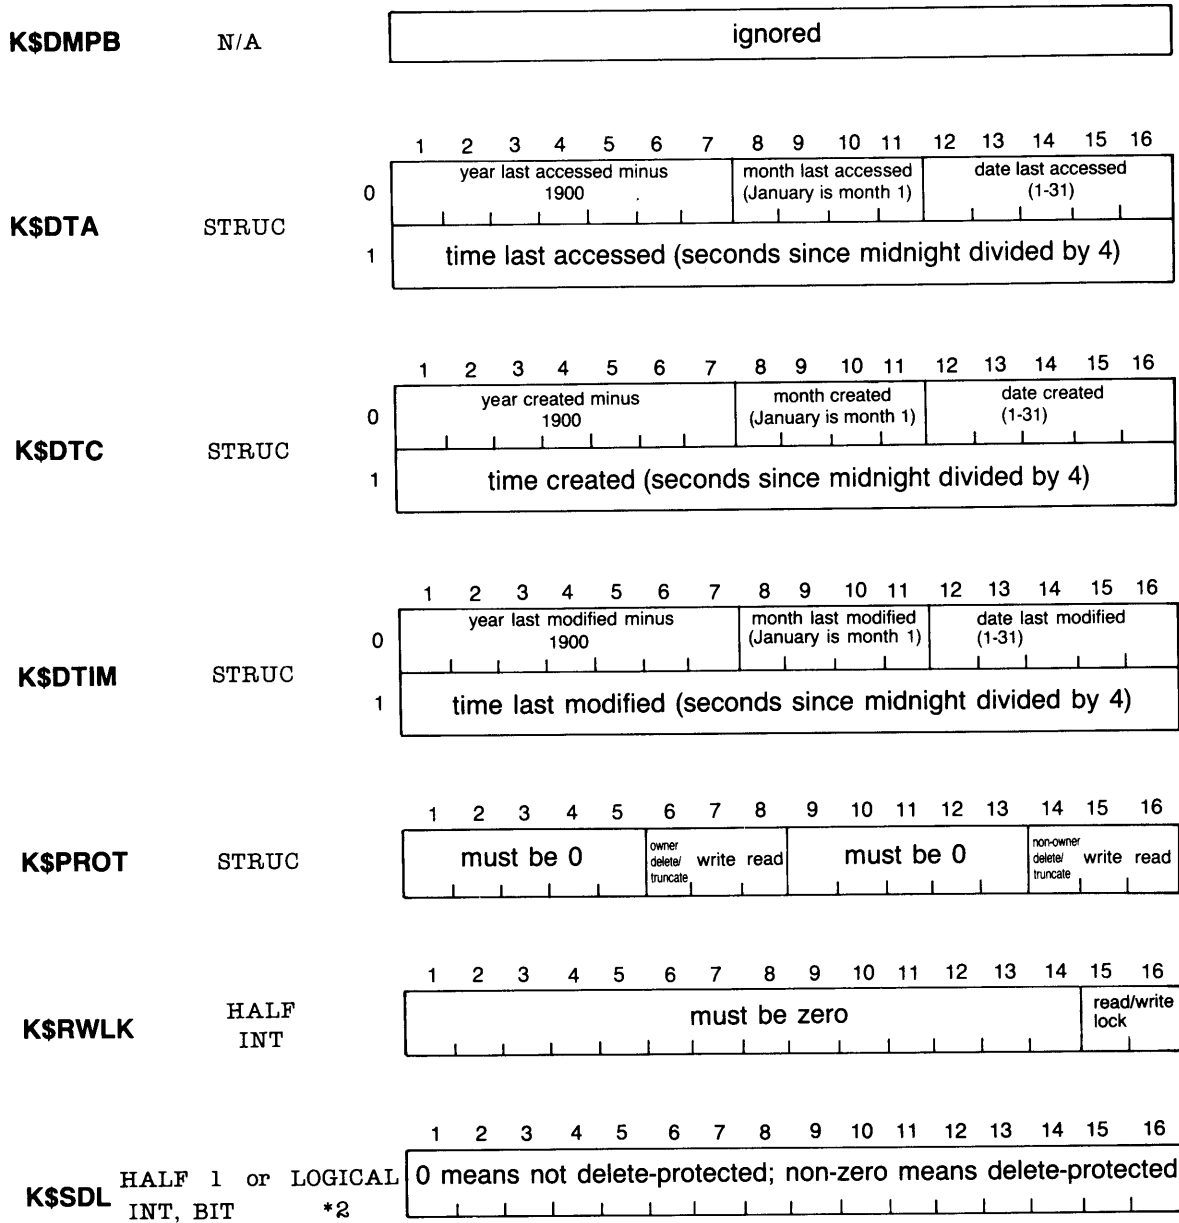 K$DMPB N/A ignored
1 2 3 4 5 6 7 8 9 10 11 12 13 14 15 16
0 year last accessed minus month last accessed date last accessed
1900 (January is month 1) (1-31)
K$DTA STRUC
1 time last accessed (seconds since midnight divided by 4)
1 2 3 4 5 6 7 8 9 10 11 12 13 14 15 16
0 year created minus month created date created
1900 (January is month 1) (1-31)
K$DTC STRUC
1 time created (seconds since midnight divided by 4)
1 2 3 4 5 6 7 8 9 10 11 12 13 14 15 16
0 year last modified minus month last modified date last modified
1900 (January is month 1) (1-31)
K$DTIM STRUC
1 time last modified (seconds since midnight divided by 4)
1 2 3 4 5 6 7 8 9 10 11 12 13 14 15 16
K$PROT STRUC must be 0 owner delete/ truncate write read must be 0 non-owner delete/ truncate write read
1 2 3 4 5 6 7 8 9 10 11 12 13 14 15 16
K$RWLK HALF INT must be zero read/write lock
1 2 3 4 5 6 7 8 9 10 11 12 13 14 15 16
K$SDL HALF 1 or LOGICAL 0 means not delete-protected; non-zero means delete-protected
INT, BIT *2